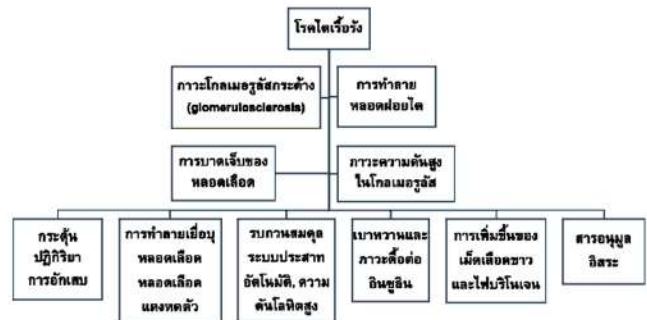 โรคไตเรื้อรัง
ภาวะโกลเมอรูลัสกระด้าง
(glomerulosclerosis)
การทำลาย
หลอดฝอยไต
การบาดเจ็บของ
หลอดเลือด
ภาวะความดันสูง
ในโกลเมอรูลัส
กระตุ้น
ปฏิกิริยา
การอักเสบ
การทำลายเยื่อบุ
หลอดเลือด
หลอดเลือด
แดงหดตัว
รบกวนสมดุล
ระบบประสาท
อัตโนมัติ, ความ
ดันโลหิตสูง
เบาหวานและ
ภาวะดื้อต่อ
อินซูลิน
การเพิ่มขึ้นของ
เม็ดเลือดขาว
และไฟบริโนเจน
สารอนุมูล
อิสระ